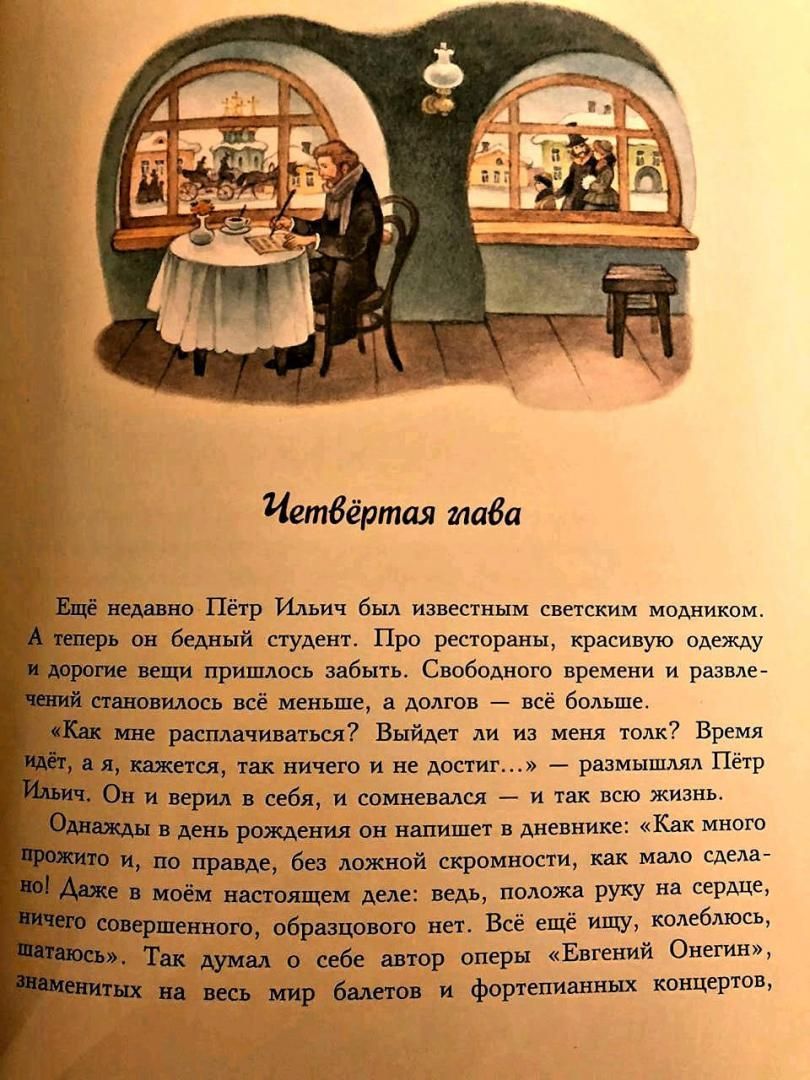 Четвёртая глава
Ещё недавно Пётр Ильич был известным светским модником.
А теперь он бедный студент. Про рестораны, красивую одежду
и дорогие вещи пришлось забыть. Свободного времени и развле-
чений становилось всё меньше, а долгов — всё больше.
«Как мне расплачиваться? Выйдет ли из меня толк? Время
идёт, а я, кажется, так ничего и не достиг...» — размышлял Пётр
Ильич. Он и верил в себя, и сомневался — и так всю жизнь.
Однажды в день рождения он напишет в дневнике: «Как много
прожито и, по правде, без ложной скромности, как мало сдела-
но! Даже в моём настоящем деле: ведь, положа руку на сердце,
ничего совершенного, образцового нет. Всё ещё ищу, колеблюсь,
шатаюсь». Так думал о себе автор оперы «Евгений Онегин»,
знаменитых на весь мир балетов и фортепианных концертов,